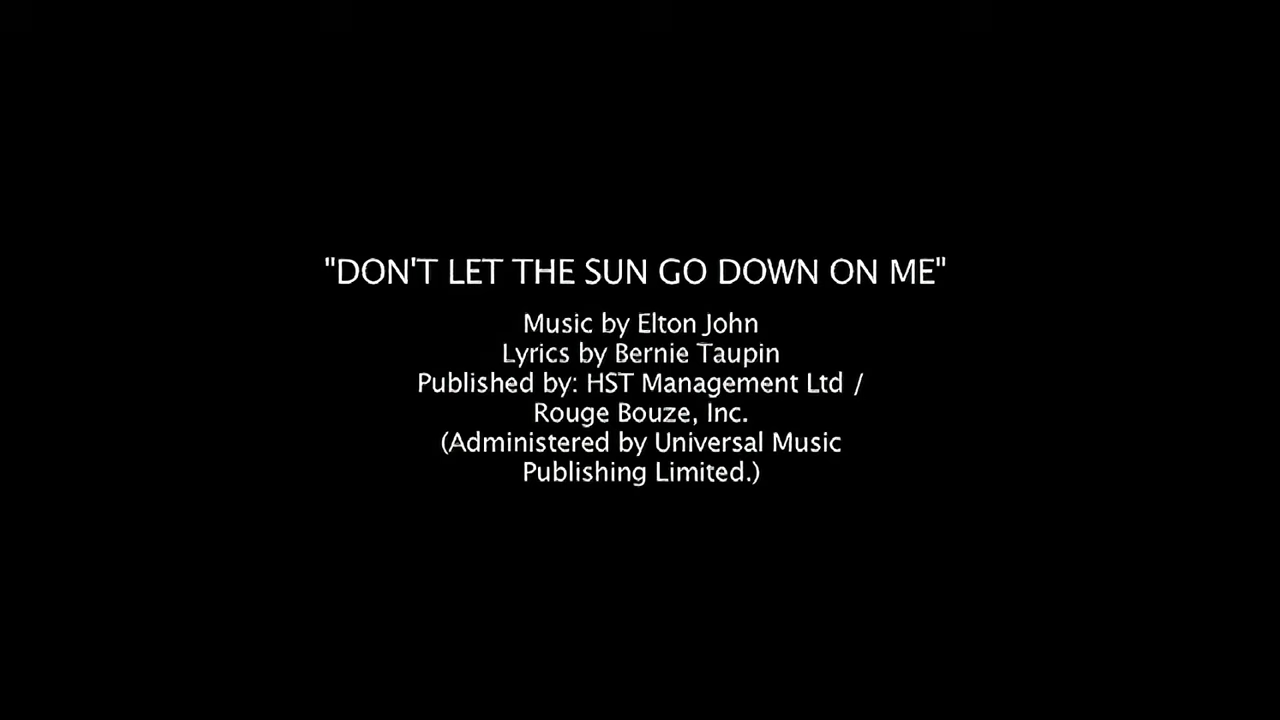 "DON'T LET THE SUN GO DOWN ON ME"
Music by Elton John
Lyrics by Bernie Taupin
Published by: HST Management Ltd /
Rouge Bouze, Inc.
(Administered by Universal Music
Publishing Limited.)